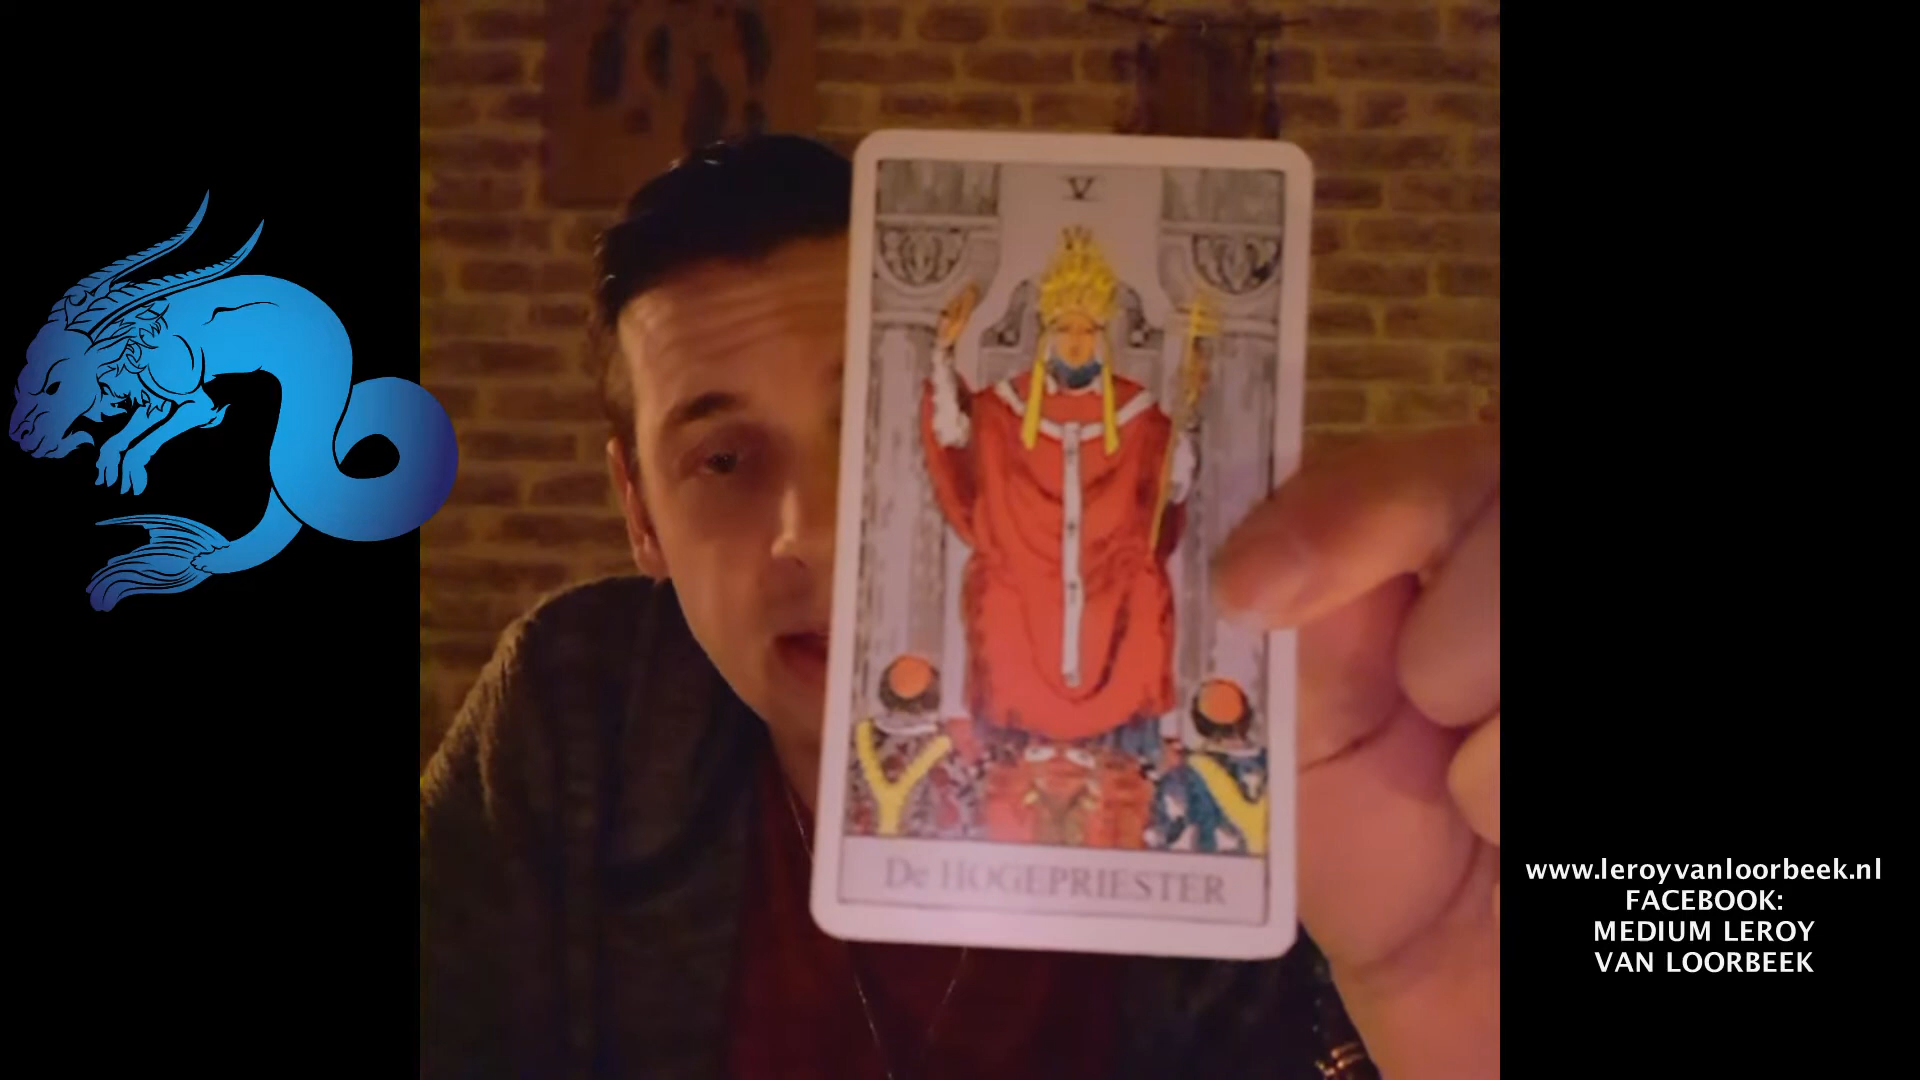 V
De HOGEPRIESTER
www.leroyvanloorbeek.nl
FACEBOOK:
MEDIUM LEROY
VAN LOORBEEK